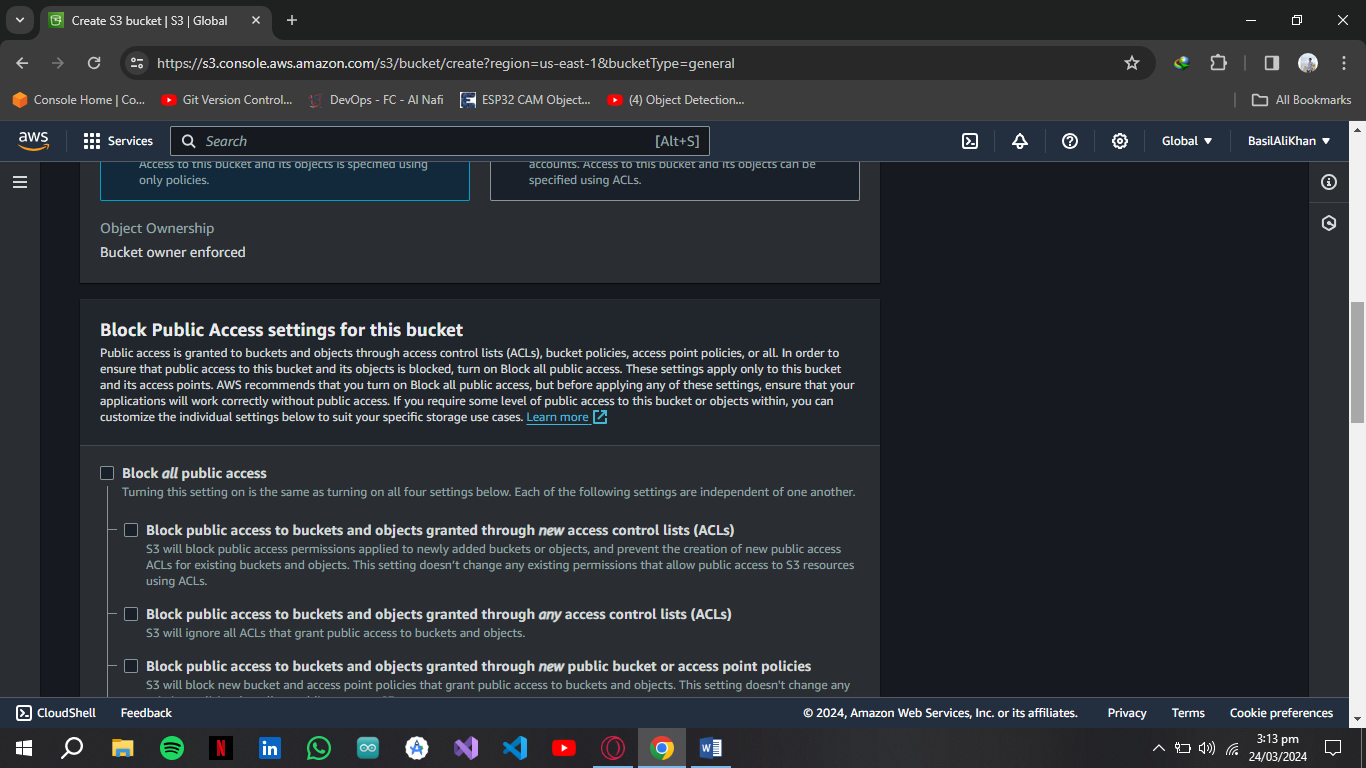 Create S3 bucket | S3 | Global
https://s3.console.aws.amazon.com/s3/bucket/create?region=us-east-1&bucketType=general
Console Home | Co...
Git Version Control...
DevOps - FC - AI Nafi
ESP32 CAM Object...
(4) Object Detection...
All Bookmarks
aws
Services
Search
[Alt+S]
Global
BasilAliKhan
Access to this bucket and its objects is specified using
only policies.
accounts. Access to this bucket and its objects can be
specified using ACLs.
Object Ownership
Bucket owner enforced
Block Public Access settings for this bucket
Public access is granted to buckets and objects through access control lists (ACLs), bucket policies, access point policies, or all. In order to
ensure that public access to this bucket and its objects is blocked, turn on Block all public access. These settings apply only to this bucket
and its access points. AWS recommends that you turn on Block all public access, but before applying any of these settings, ensure that your
applications will work correctly without public access. If you require some level of public access to this bucket or objects within, you can
customize the individual settings below to suit your specific storage use cases. Learn more
Block all public access
Turning this setting on is the same as turning on all four settings below. Each of the following settings are independent of one another.
Block public access to buckets and objects granted through new access control lists (ACLs)
S3 will block public access permissions applied to newly added buckets or objects, and prevent the creation of new public access
ACLs for existing buckets and objects. This setting doesn't change any existing permissions that allow public access to S3 resources
using ACLs.
Block public access to buckets and objects granted through any access control lists (ACLs)
S3 will ignore all ACLs that grant public access to buckets and objects.
Block public access to buckets and objects granted through new public bucket or access point policies
S3 will block new bucket and access point policies that grant public access to buckets and objects. This setting doesn't change any
CloudShell
Feedback
© 2024, Amazon Web Services, Inc. or its affiliates.
Privacy
Terms
Cookie preferences
3:13 pm
24/03/2024